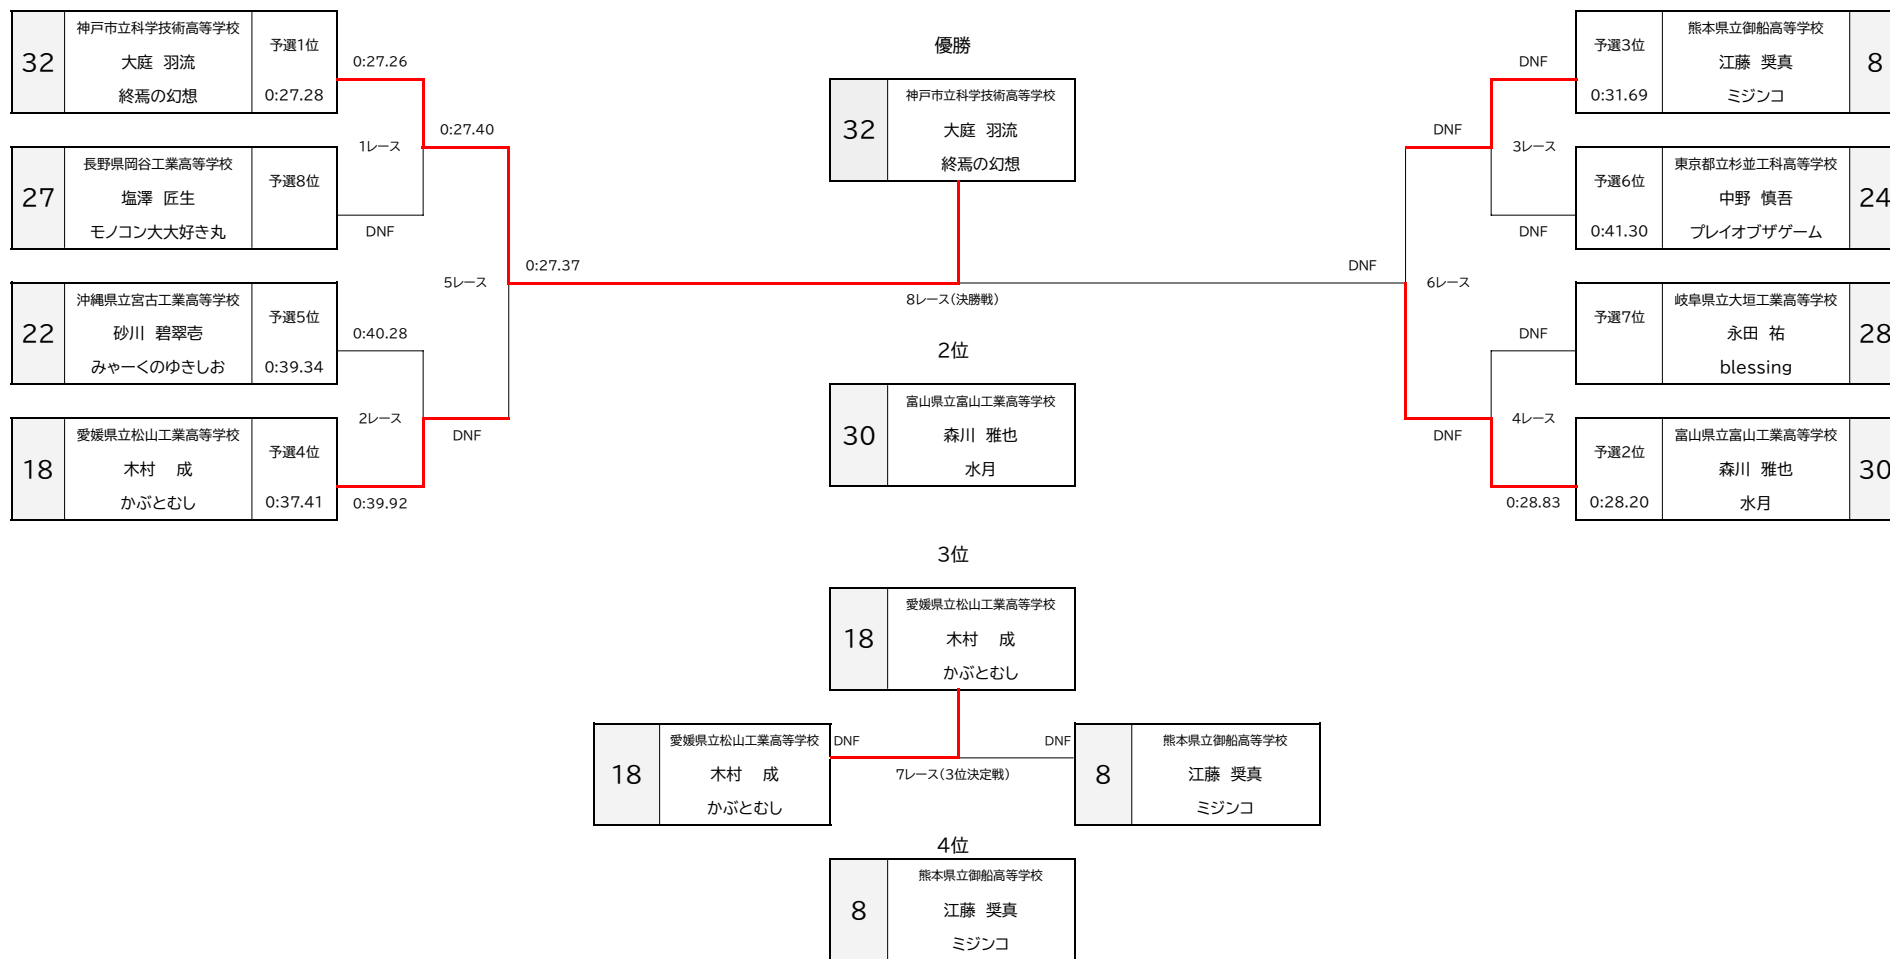 32
神戸市立科学技術高等学校
大庭 羽流
終焉の幻想
予選1位
0:27.28
0:27.26
27
長野県岡谷工業高等学校
塩澤 匠生
モノコン大大好き丸
予選8位
DNF
1レース
0:27.40
22
沖縄県立宮古工業高等学校
砂川 碧翠壱
みゃーくのゆきしお
予選5位
0:39.34
0:40.28
18
愛媛県立松山工業高等学校
木村 成
かぶとむし
予選4位
0:37.41
0:39.92
2レース
DNF
5レース
0:27.37
優勝
32
神戸市立科学技術高等学校
大庭 羽流
終焉の幻想
8レース(決勝戦)
2位
30
富山県立富山工業高等学校
森川 雅也
水月
3位
18
愛媛県立松山工業高等学校
木村 成
かぶとむし
18
愛媛県立松山工業高等学校
木村 成
かぶとむし
DNF
7レース(3位決定戦)
DNF
8
熊本県立御船高等学校
江藤 奨真
ミジンコ
4位
8
熊本県立御船高等学校
江藤 奨真
ミジンコ
DNF
6レース
DNF
3レース
DNF
予選3位
0:31.69
熊本県立御船高等学校
江藤 奨真
ミジンコ
8
DNF
予選6位
0:41.30
東京都立杉並工科高等学校
中野 慎吾
プレイオブザゲーム
24
DNF
4レース
DNF
予選7位
岐阜県立大垣工業高等学校
永田 祐
blessing
28
0:28.83
予選2位
0:28.20
富山県立富山工業高等学校
森川 雅也
水月
30